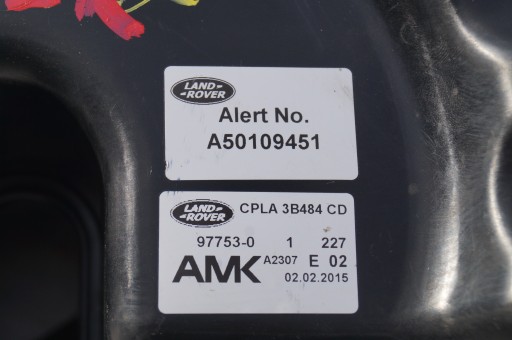 LAND-
ROVER
Alert No.
A50109451
LAND-
ROVER
CPLA 3B484 CD
97753-0 1 227
AMK A2307 E 02
02.02.2015